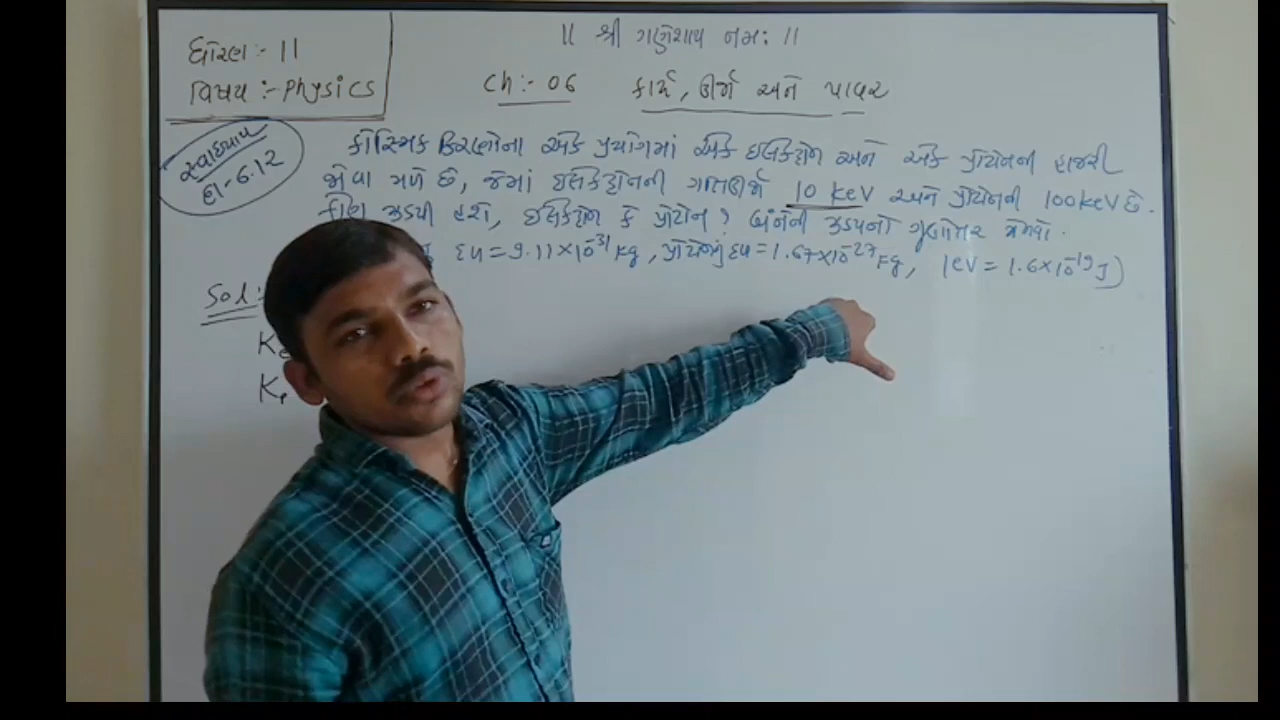 || શ્રી ગણેશાય નમઃ ||
ધોરણ :- 11
વિષય :- Physics
Ch :- 06 કાર્ય, ઊર્જા અને પાવર
સ્વાધ્યાય
દા-6.12
કોસ્મિક કિરણોના એક પ્રયોગમાં એક ઇલેક્ટ્રોન અને એક પ્રોટોનની હાજરી
જોવા મળે છે, જેમાં ઇલેક્ટ્રોનની ગતિઊર્જા 10 keV અને પ્રોટોનની 100 keV છે.
કોણ ઝડપી હશે, ઇલેક્ટ્રોન કે પ્રોટોન ? બંનેની ઝડપનો ગુણોત્તર મેળવો.
દળ = 9.11×10⁻³¹ kg, પ્રોટોનનું દળ = 1.67×10⁻²⁷ kg, 1eV = 1.6×10⁻¹⁹ J)
Sol :
K
K